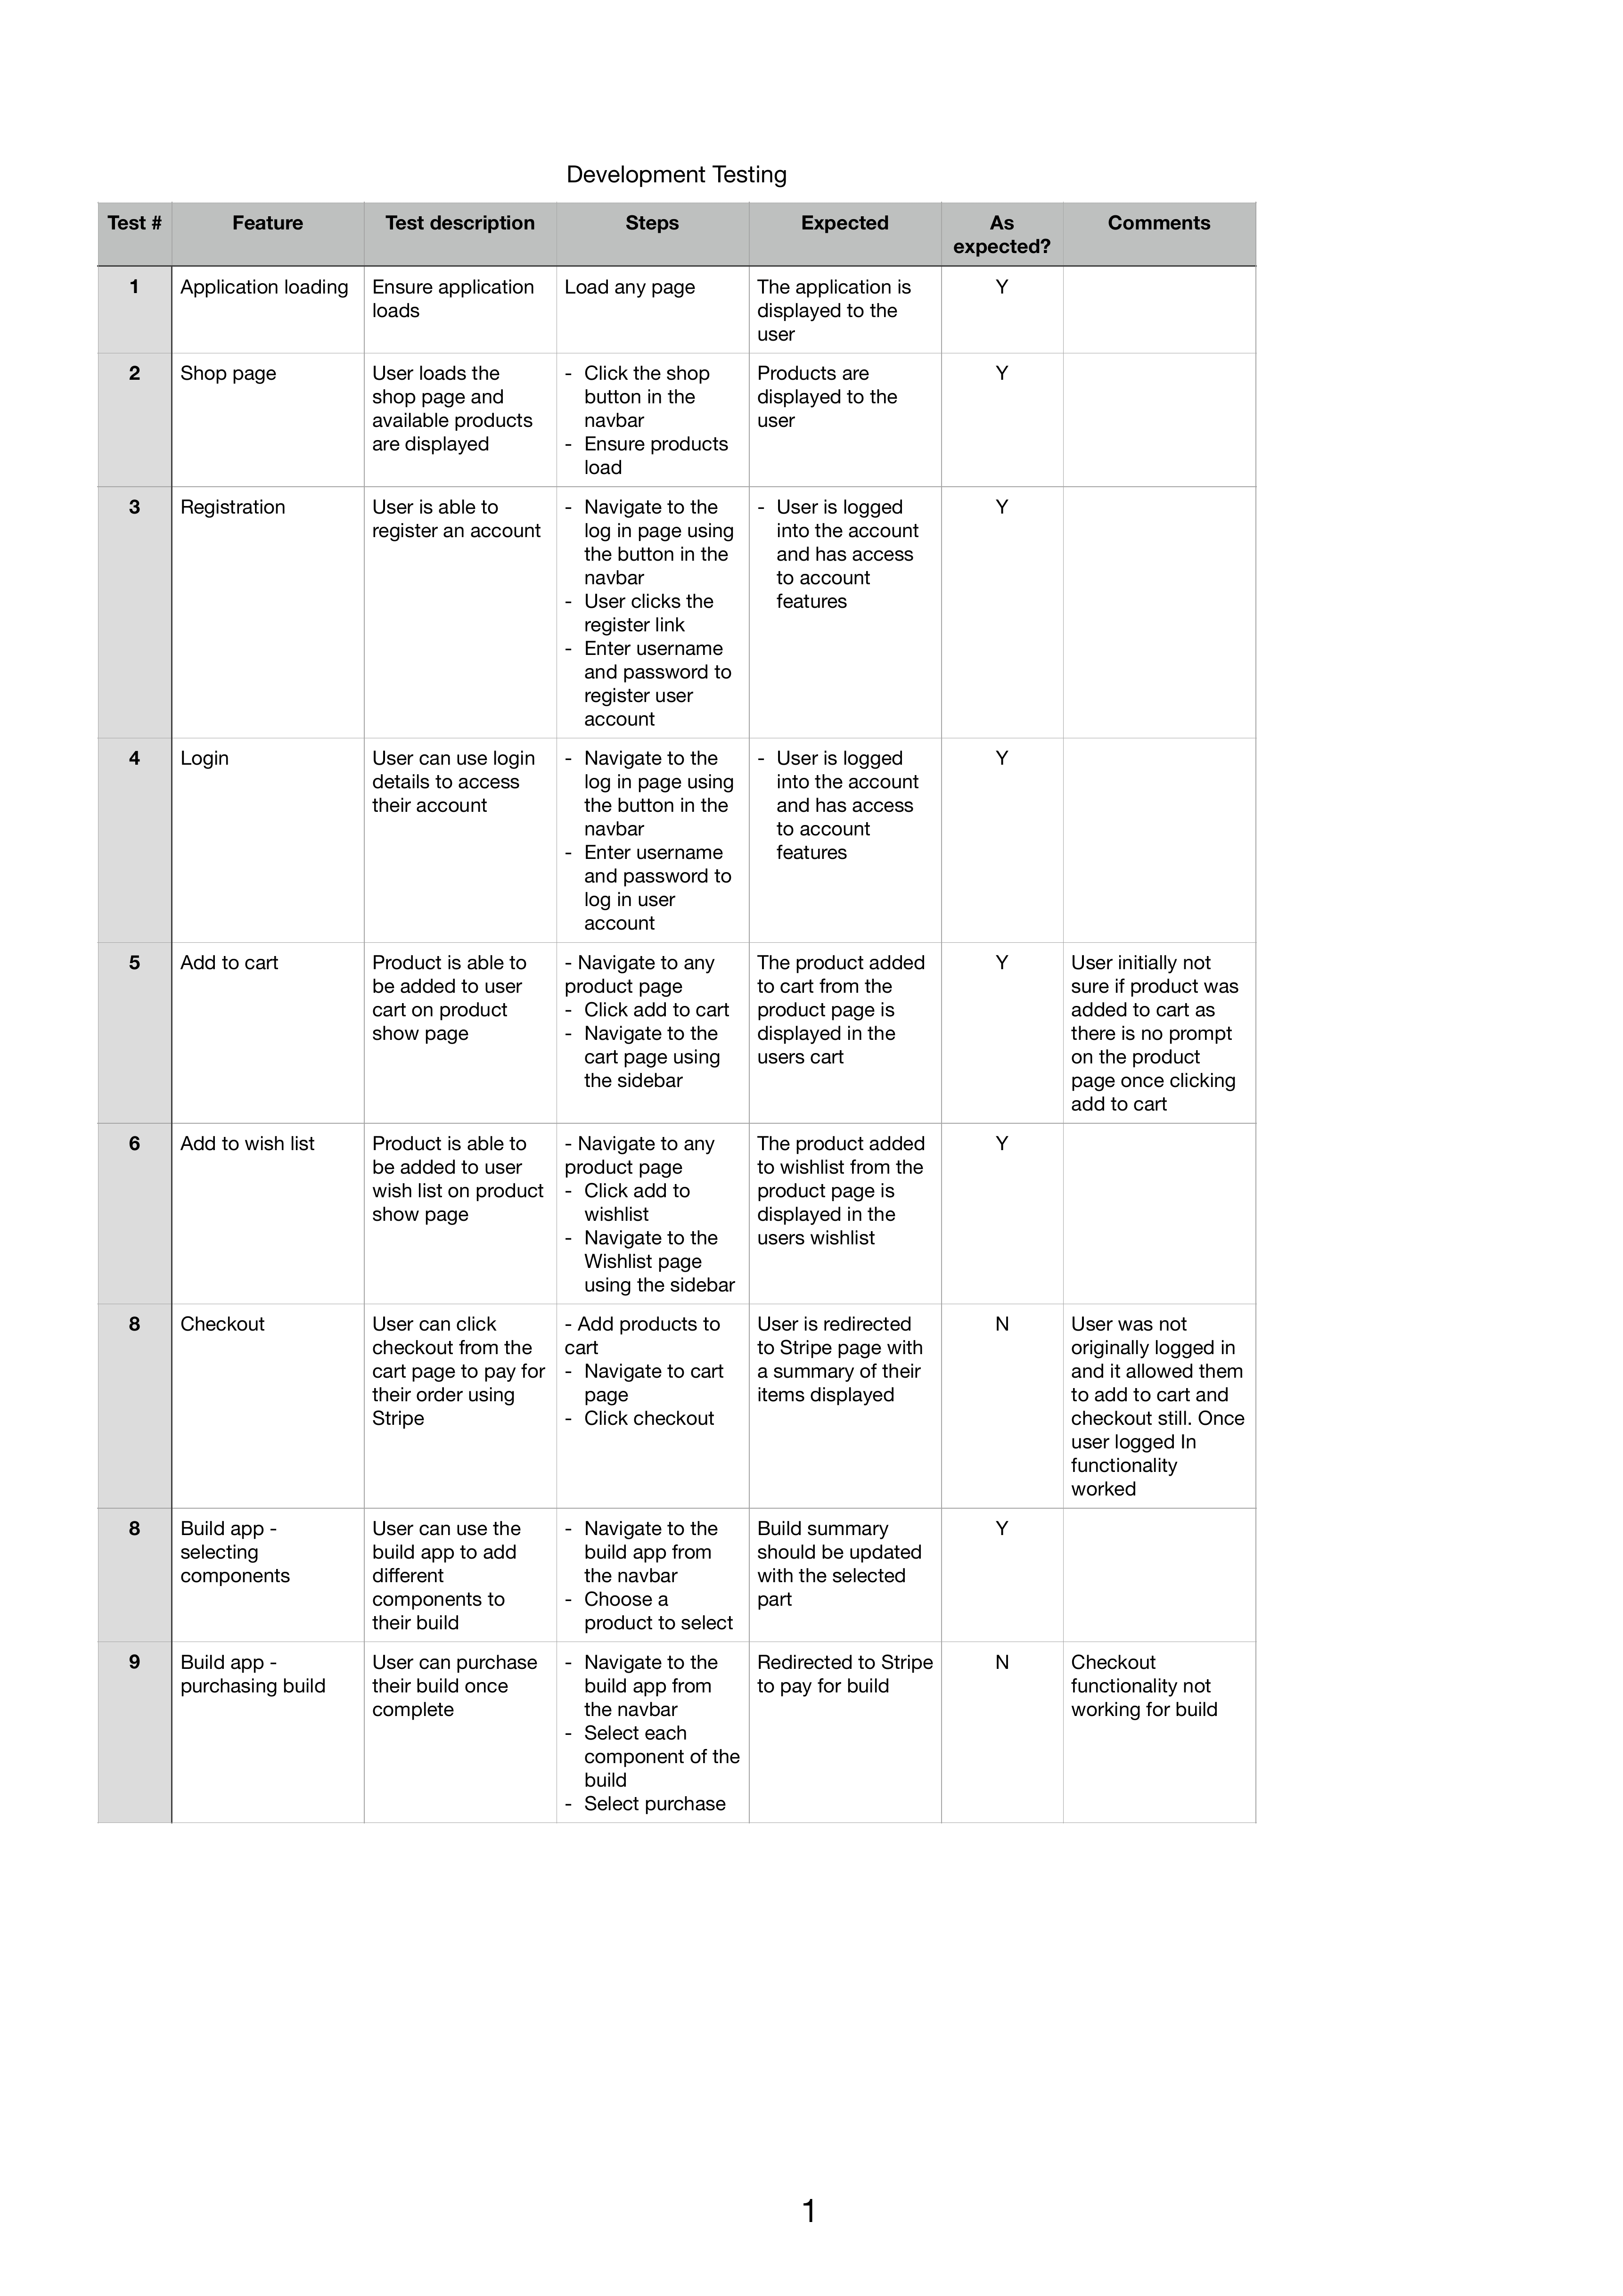 Development Testing
Test # Feature Test description Steps Expected As expected? Comments
1
Application loading
Ensure application
loads
Load any page
The application is
displayed to the
user
Y
2
Shop page
User loads the
shop page and
available products
are displayed
- Click the shop
button in the
navbar
- Ensure products
load
Products are
displayed to the
user
Y
3
Registration
User is able to
register an account
- Navigate to the
log in page using
the button in the
navbar
- User clicks the
register link
- Enter username
and password to
register user
account
- User is logged
into the account
and has access
to account
features
Y
4
Login
User can use login
details to access
their account
- Navigate to the
log in page using
the button in the
navbar
- Enter username
and password to
log in user
account
- User is logged
into the account
and has access
to account
features
Y
5
Add to cart
Product is able to
be added to user
cart on product
show page
- Navigate to any
product page
- Click add to cart
- Navigate to the
cart page using
the sidebar
The product added
to cart from the
product page is
displayed in the
users cart
Y
User initially not
sure if product was
added to cart as
there is no prompt
on the product
page once clicking
add to cart
6
Add to wish list
Product is able to
be added to user
wish list on product
show page
- Navigate to any
product page
- Click add to
wishlist
- Navigate to the
Wishlist page
using the sidebar
The product added
to wishlist from the
product page is
displayed in the
users wishlist
Y
8
Checkout
User can click
checkout from the
cart page to pay for
their order using
Stripe
- Add products to
cart
- Navigate to cart
page
- Click checkout
User is redirected
to Stripe page with
a summary of their
items displayed
N
User was not
originally logged in
and it allowed them
to add to cart and
checkout still. Once
user logged In
functionality
worked
8
Build app -
selecting
components
User can use the
build app to add
different
components to
their build
- Navigate to the
build app from
the navbar
- Choose a
product to select
Build summary
should be updated
with the selected
part
Y
9
Build app -
purchasing build
User can purchase
their build once
complete
- Navigate to the
build app from
the navbar
- Select each
component of the
build
- Select purchase
Redirected to Stripe
to pay for build
N
Checkout
functionality not
working for build
1